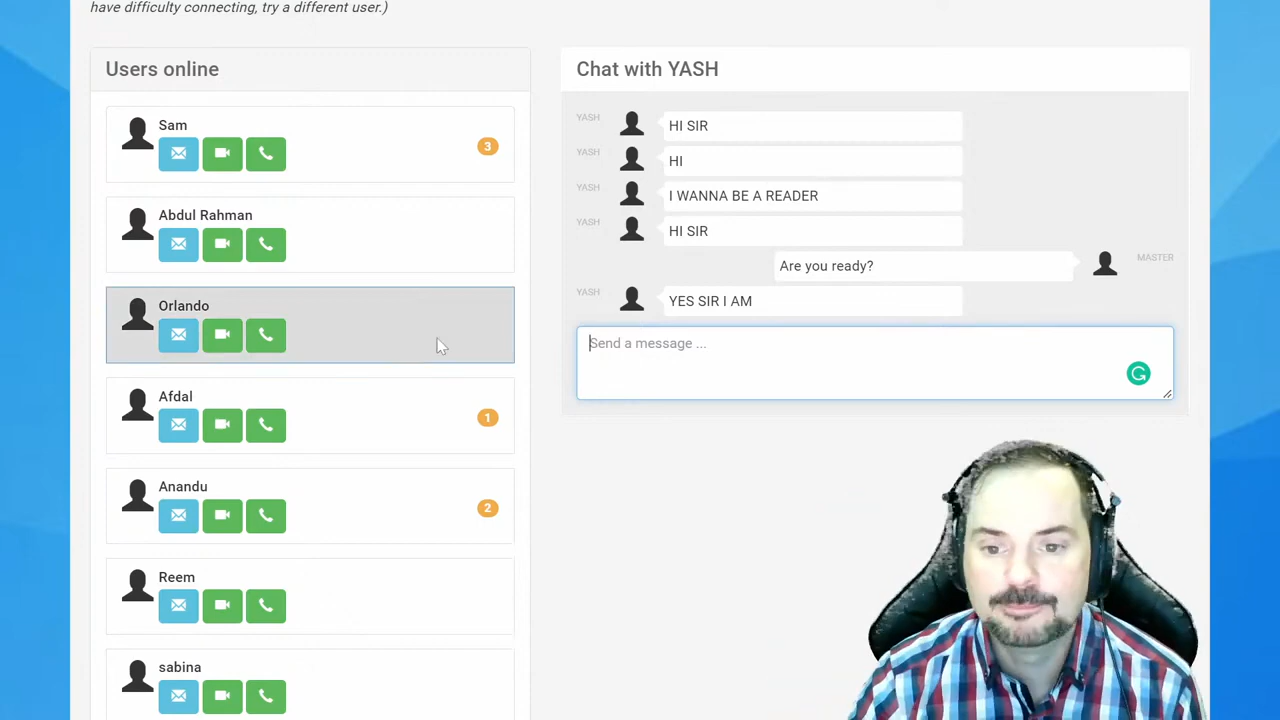 have difficulty connecting, try a different user.)
Users online
Sam
3
Abdul Rahman
Orlando
Afdal
1
Anandu
2
Reem
sabina
Chat with YASH
YASH
HI SIR
YASH
HI
YASH
I WANNA BE A READER
YASH
HI SIR
Are you ready?
MASTER
YASH
YES SIR I AM
Send a message ...